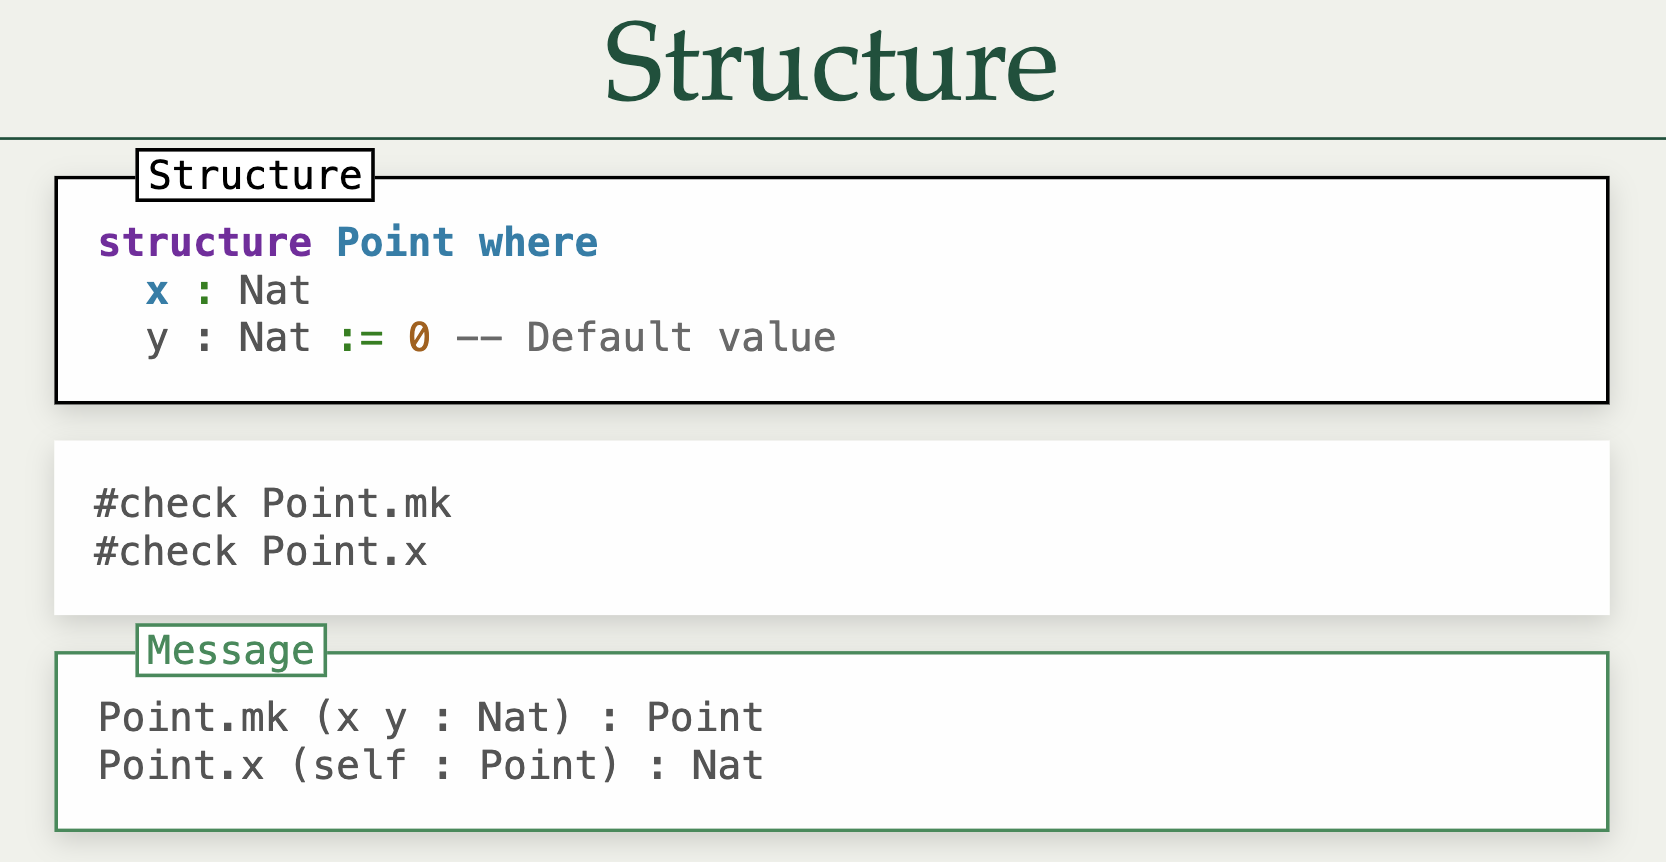 Structure
Structure
structure Point where
  x : Nat
  y : Nat := 0 -- Default value
#check Point.mk
#check Point.x
Message
Point.mk (x y : Nat) : Point
Point.x (self : Point) : Nat